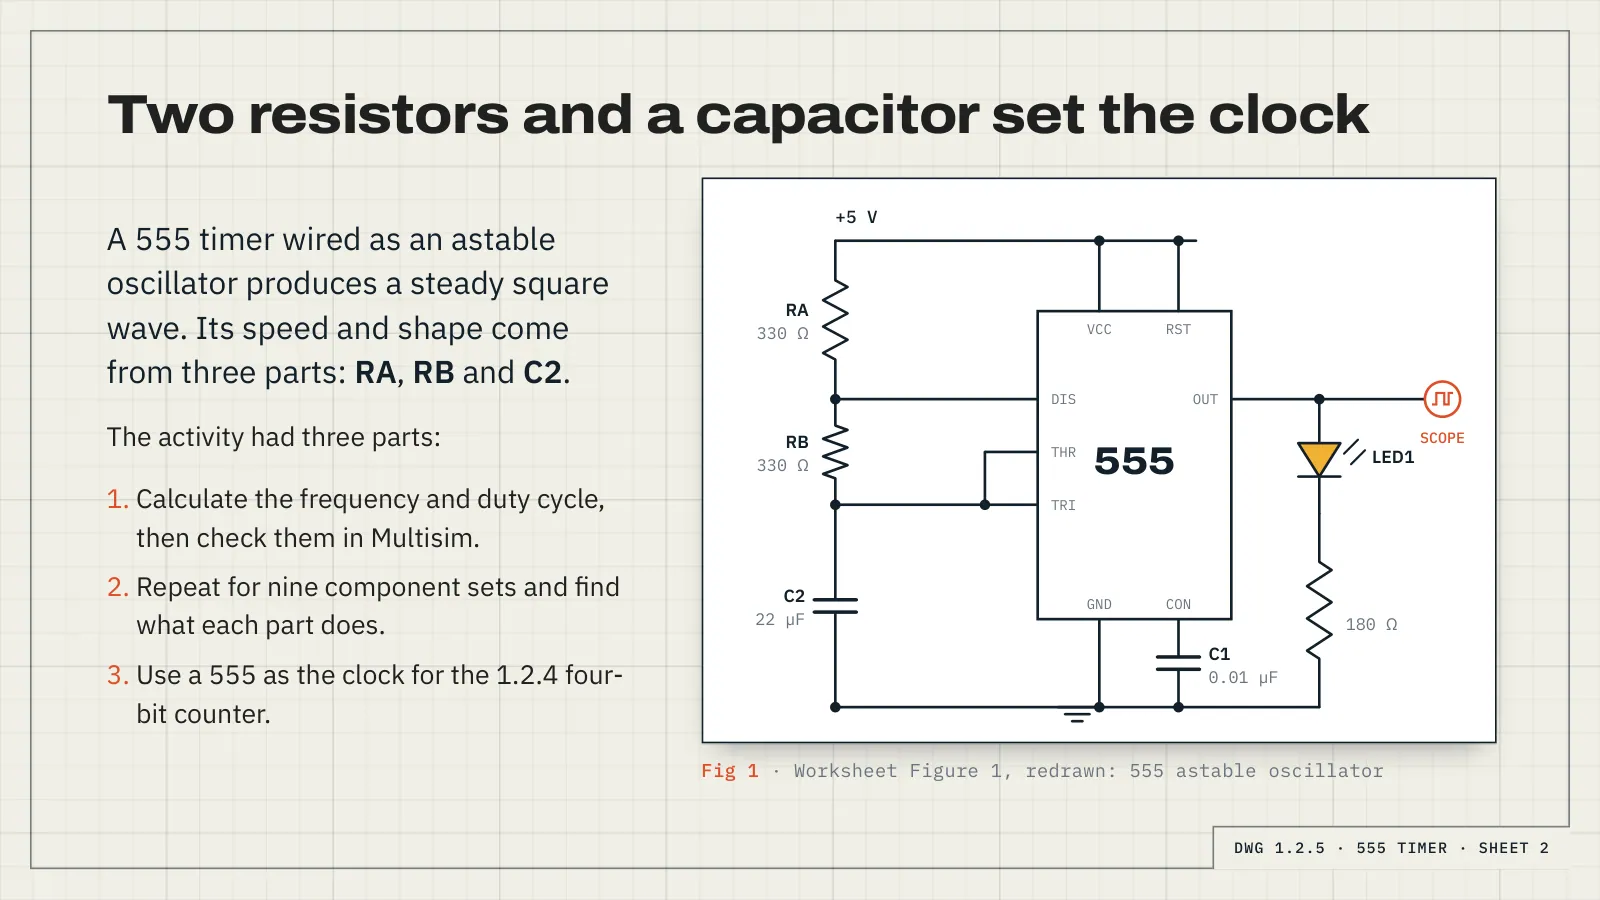 Two resistors and a capacitor set the clock
A 555 timer wired as an astable
oscillator produces a steady square
wave. Its speed and shape come
from three parts: RA, RB and C2.
The activity had three parts:
1. Calculate the frequency and duty cycle,
then check them in Multisim.
2. Repeat for nine component sets and find
what each part does.
3. Use a 555 as the clock for the 1.2.4 four-
bit counter.
+5 V
RA
330 Ω
VCC
RST
DIS
OUT
RB
330 Ω
THR
555
TRI
SCOPE
LED1
C2
22 µF
GND
CON
180 Ω
C1
0.01 µF
Fig 1 · Worksheet Figure 1, redrawn: 555 astable oscillator
DWG 1.2.5 · 555 TIMER · SHEET 2